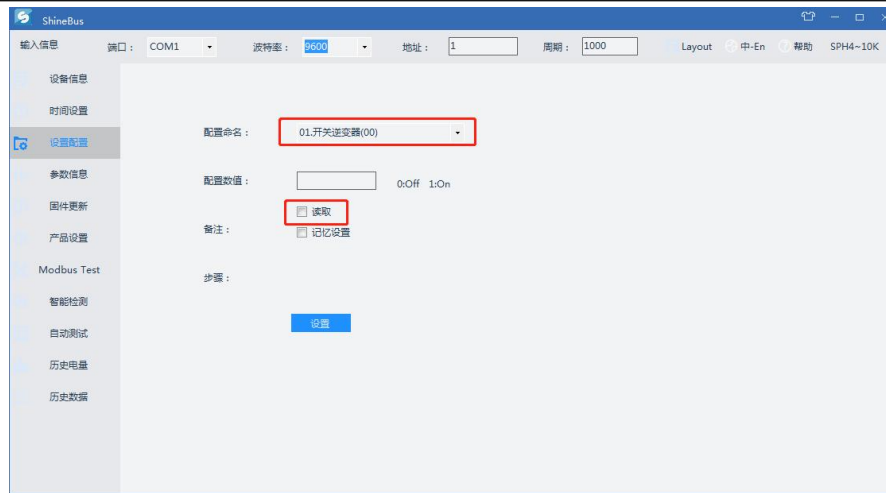 ShineBus
输入信息 端口： COM1 波特率： 9600 地址： 1 周期： 1000 Layout 中-En 帮助 SPH4~10K
设备信息
时间设置
设置配置
参数信息
固件更新
产品设置
Modbus Test
智能检测
自动测试
历史电量
历史数据
配置命名： 01.开关逆变器(00)
配置数值： 0:Off 1:On
读取
备注： 记忆设置
步骤：
设置